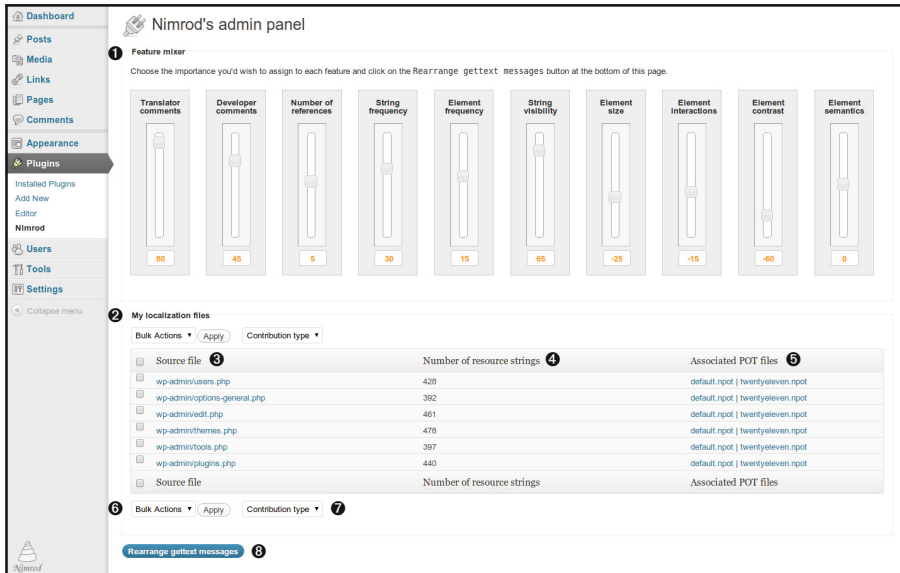 Dashboard
Posts
Media
Links
Pages
Comments
Appearance
Plugins
Installed Plugins
Add New
Editor
Nimrod
Users
Tools
Settings
Collapse menu
Nimrod
Nimrod's admin panel
1 Feature mixer
Choose the importance you'd wish to assign to each feature and click on the Rearrange gettext messages button at the bottom of this page.
Translator comments Developer comments Number of references String frequency Element frequency String visibility Element size Element interactions Element contrast Element semantics
80 45 5 30 15 65 -25 -15 -60 0
2 My localization files
Bulk Actions ▼ Apply Contribution type ▼
Source file 3 Number of resource strings 4 Associated POT files 5
wp-admin/users.php 428 default.npot | twentyeleven.npot
wp-admin/options-general.php 392 default.npot | twentyeleven.npot
wp-admin/edit.php 461 default.npot | twentyeleven.npot
wp-admin/themes.php 478 default.npot | twentyeleven.npot
wp-admin/tools.php 397 default.npot | twentyeleven.npot
wp-admin/plugins.php 440 default.npot | twentyeleven.npot
Source file Number of resource strings Associated POT files
6 Bulk Actions ▼ Apply Contribution type ▼ 7
Rearrange gettext messages 8